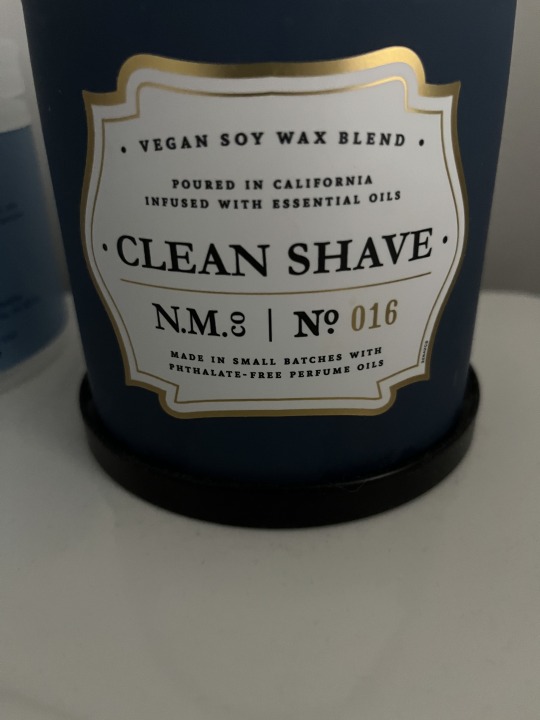 • VEGAN SOY WAX BLEND •
POURED IN CALIFORNIA
INFUSED WITH ESSENTIAL OILS
• CLEAN SHAVE •
N.M.CO | Nº 016
MADE IN SMALL BATCHES WITH
PHTHALATE-FREE PERFUME OILS